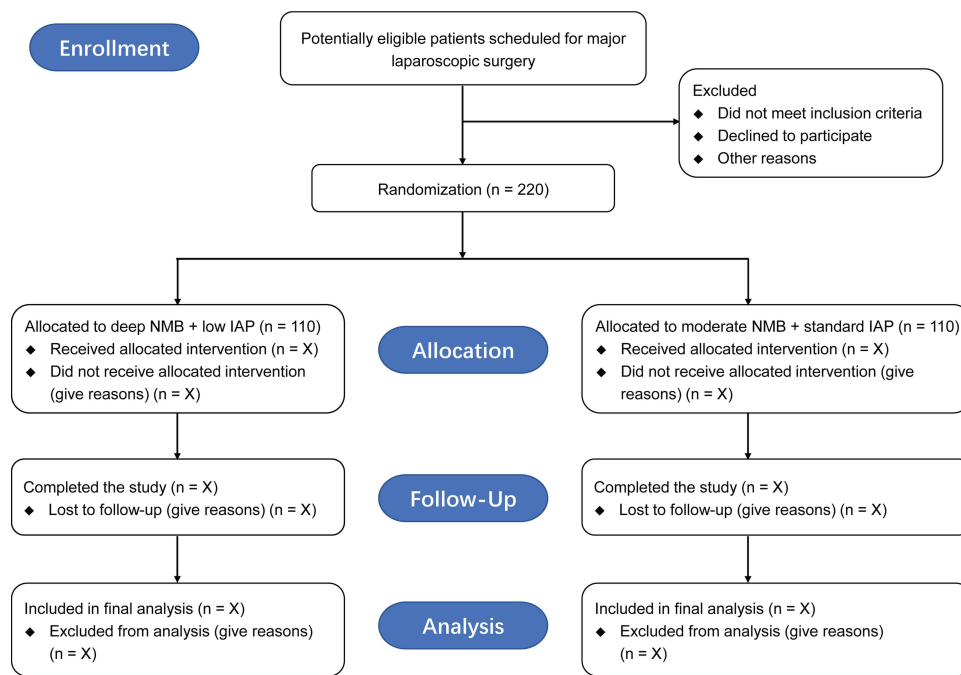 Enrollment
Potentially eligible patients scheduled for major
laparoscopic surgery
Excluded
◆ Did not meet inclusion criteria
◆ Declined to participate
◆ Other reasons
Randomization (n = 220)
Allocated to deep NMB + low IAP (n = 110)
◆ Received allocated intervention (n = X)
◆ Did not receive allocated intervention
(give reasons) (n = X)
Allocation
Allocated to moderate NMB + standard IAP (n = 110)
◆ Received allocated intervention (n = X)
◆ Did not receive allocated intervention (give
reasons) (n = X)
Completed the study (n = X)
◆ Lost to follow-up (give reasons) (n = X)
Follow-Up
Completed the study (n = X)
◆ Lost to follow-up (give reasons) (n = X)
Included in final analysis (n = X)
◆ Excluded from analysis (give reasons)
(n = X)
Analysis
Included in final analysis (n = X)
◆ Excluded from analysis (give reasons)
(n = X)